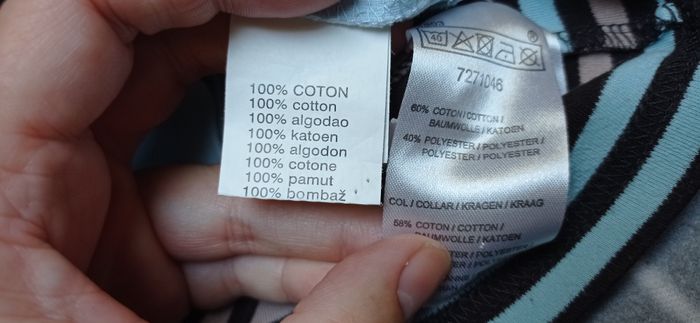 100% COTON
100% cotton
100% algodao
100% katoen
100% algodon
100% cotone
100% pamut
100% bombaž
40
7271046
60% COTON/COTTON/
BAUMWOLLE/KATOEN
40% POLYESTER/POLYESTER/
POLYESTER/POLYESTER
COL/COLLAR/KRAGEN/KRAAG
58% COTON/COTTON/
BAUMWOLLE/KATOEN
POLYESTER